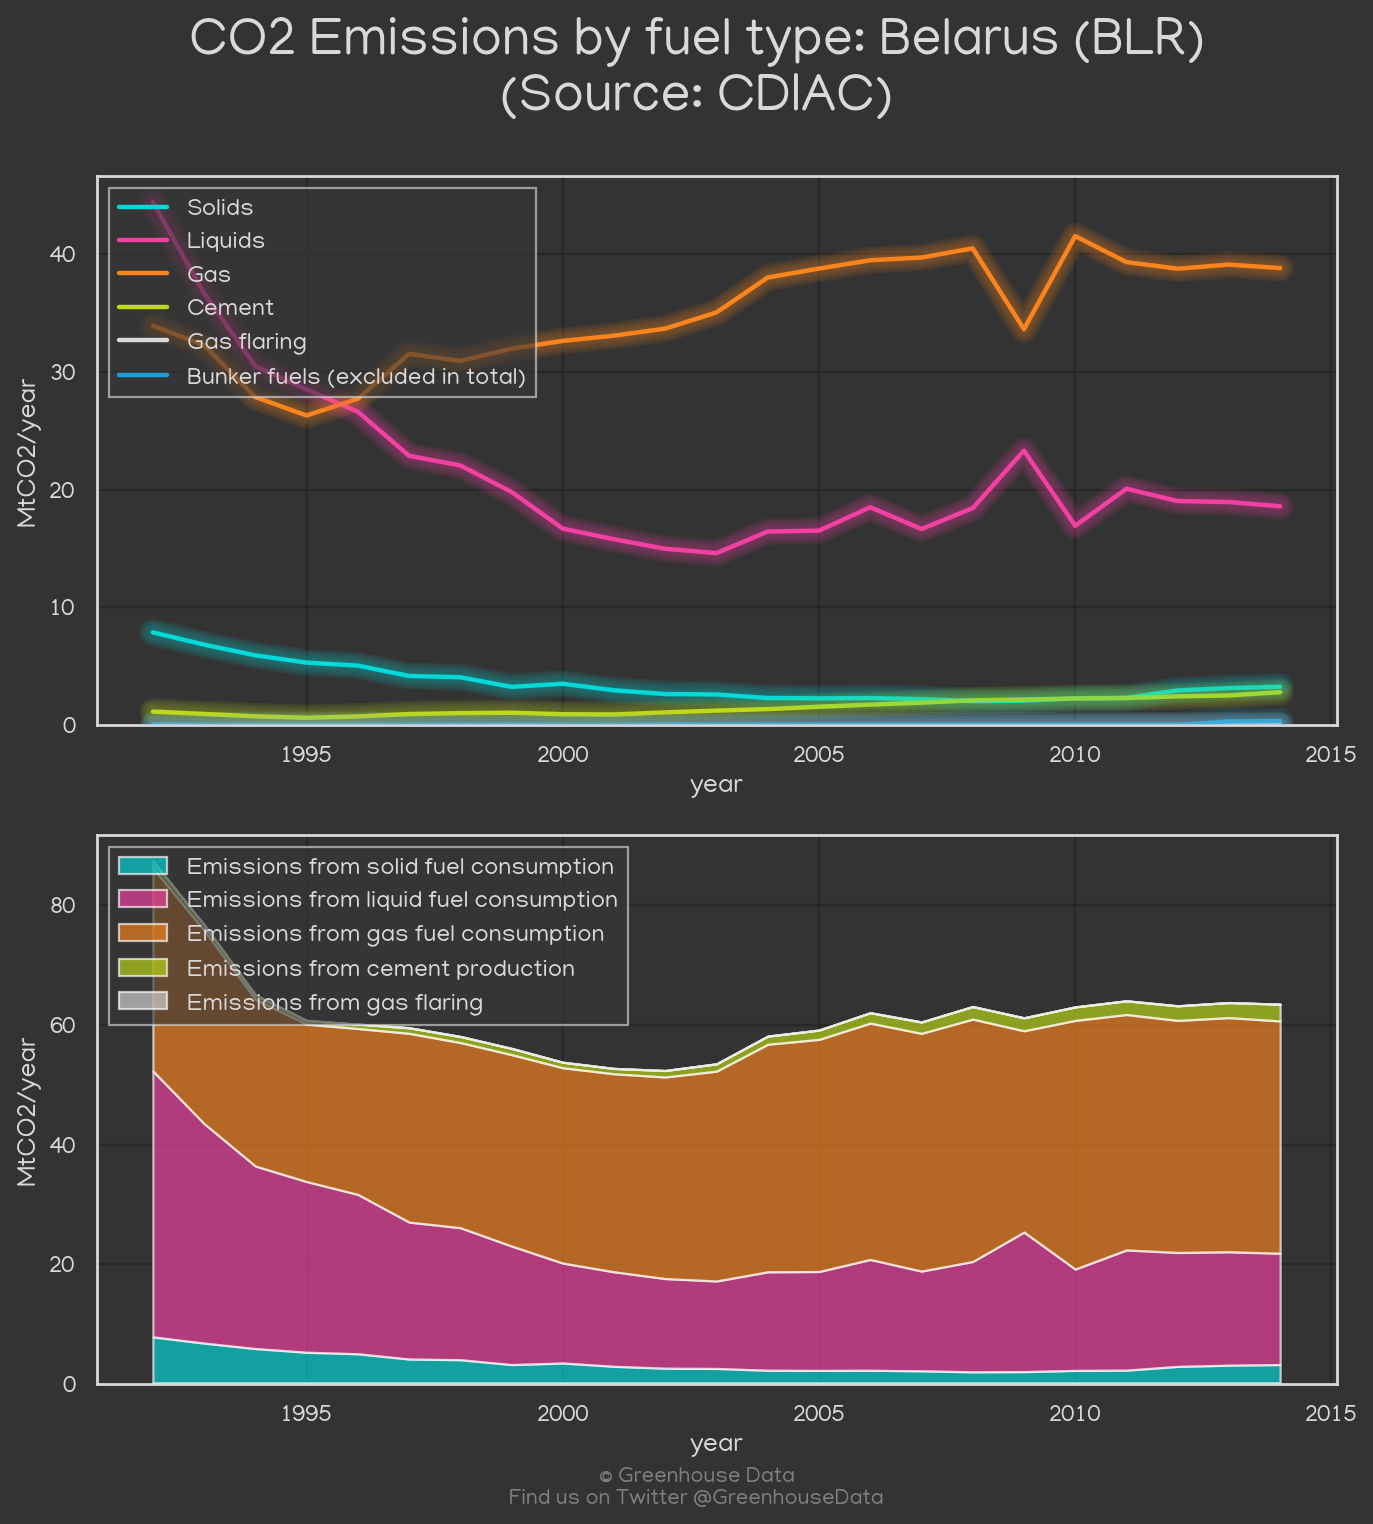 CO2 Emissions by fuel type: Belarus (BLR)
(Source: CDIAC)
Solids
Liquids
Gas
Cement
Gas flaring
Bunker fuels (excluded in total)
MtCO2/year
40
30
20
10
0
1995 2000 2005 2010 2015
year
Emissions from solid fuel consumption
Emissions from liquid fuel consumption
Emissions from gas fuel consumption
Emissions from cement production
Emissions from gas flaring
MtCO2/year
80
60
40
20
0
1995 2000 2005 2010 2015
year
© Greenhouse Data
Find us on Twitter @GreenhouseData